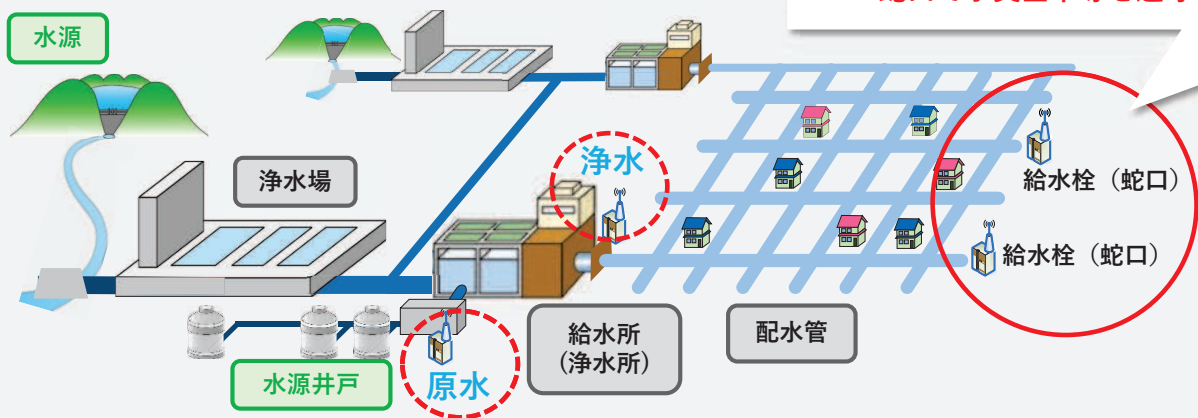 水源
浄水場
浄水
給水栓（蛇口）
給水栓（蛇口）
給水所
(浄水所)
配水管
水源井戸
原水